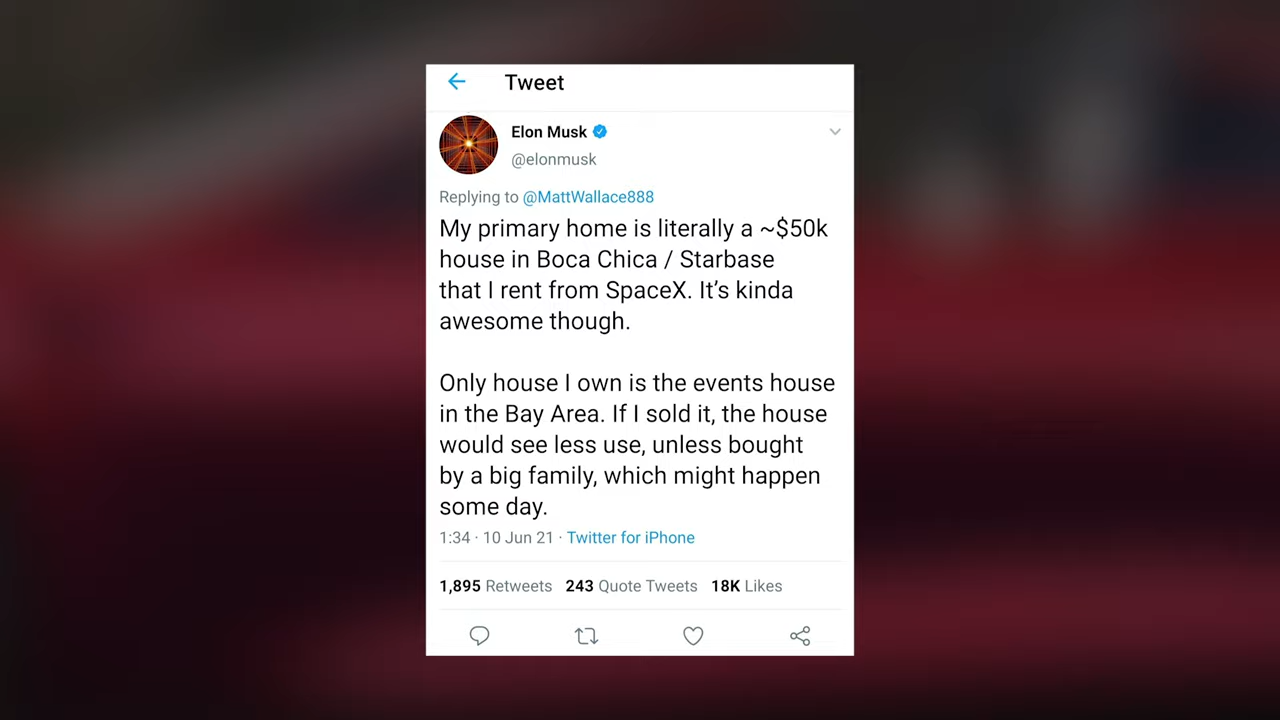 Tweet
Elon Musk
@elonmusk
Replying to @MattWallace888
My primary home is literally a ~$50k
house in Boca Chica / Starbase
that I rent from SpaceX. It’s kinda
awesome though.
Only house I own is the events house
in the Bay Area. If I sold it, the house
would see less use, unless bought
by a big family, which might happen
some day.
1:34 · 10 Jun 21 · Twitter for iPhone
1,895 Retweets 243 Quote Tweets 18K Likes